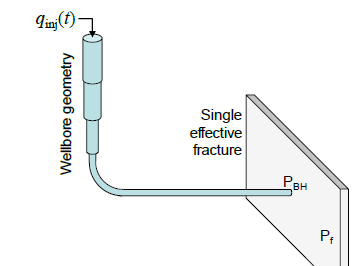 q_inj(t)
Wellbore geometry
Single
effective
fracture
P_BH
P_f